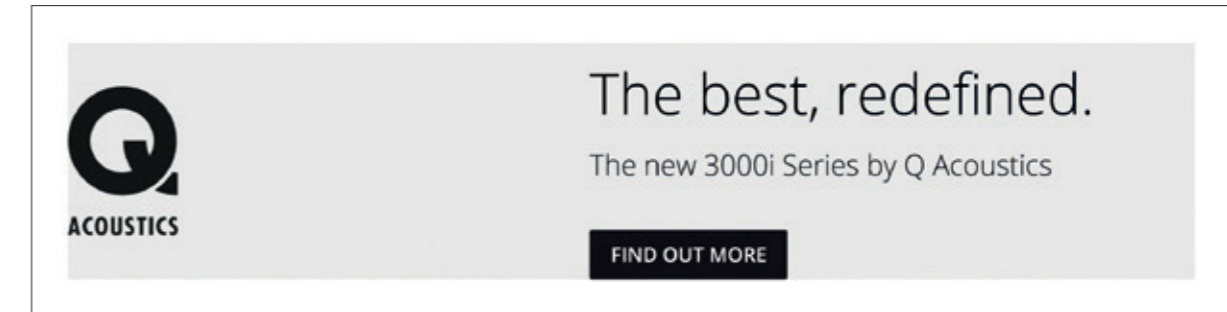 Q
ACOUSTICS
The best, redefined.
The new 3000i Series by Q Acoustics
FIND OUT MORE